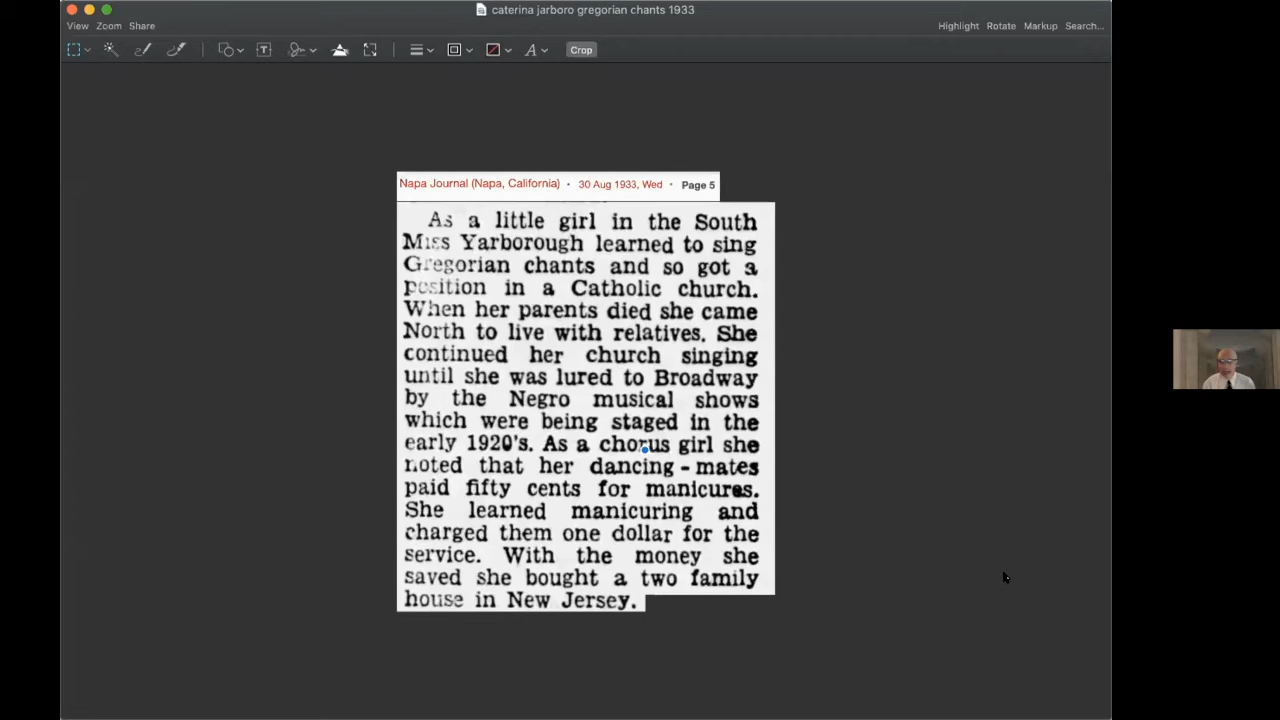 caterina jarboro gregorian chants 1933
View Zoom Share
Highlight Rotate Markup Search...
Crop
Napa Journal (Napa, California) · 30 Aug 1933, Wed · Page 5
As a little girl in the South
Miss Yarborough learned to sing
Gregorian chants and so got a
position in a Catholic church.
When her parents died she came
North to live with relatives. She
continued her church singing
until she was lured to Broadway
by the Negro musical shows
which were being staged in the
early 1920's. As a chorus girl she
noted that her dancing-mates
paid fifty cents for manicures.
She learned manicuring and
charged them one dollar for the
service. With the money she
saved she bought a two family
house in New Jersey.